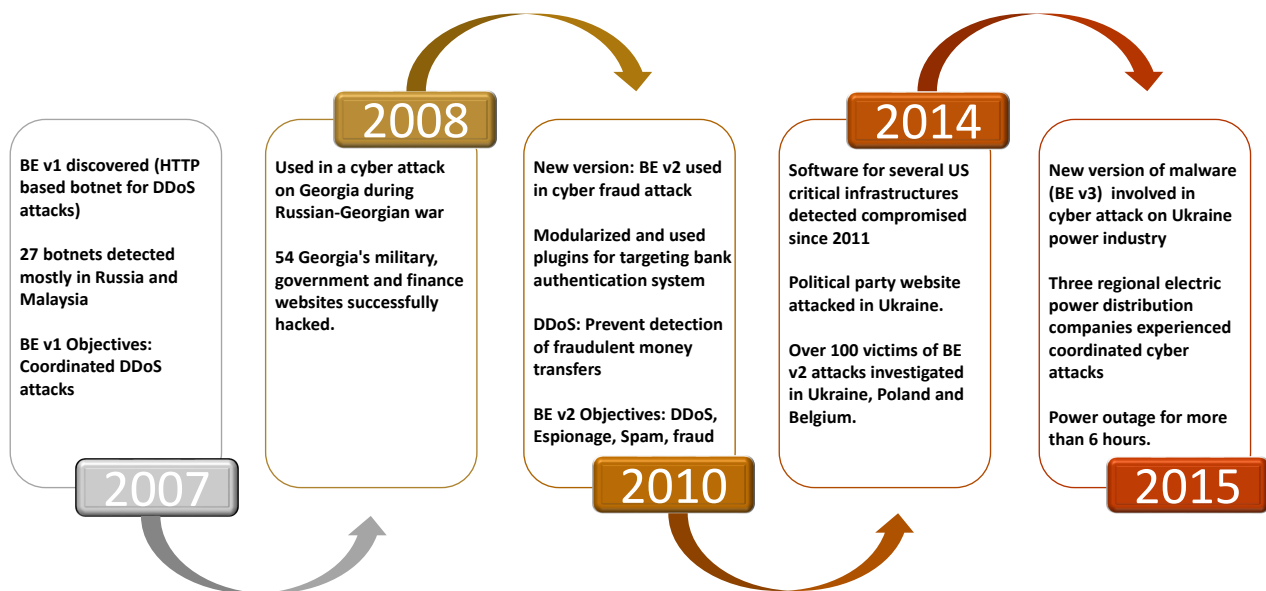 2007
BE v1 discovered (HTTP
based botnet for DDoS
attacks)
27 botnets detected
mostly in Russia and
Malaysia
BE v1 Objectives:
Coordinated DDoS
attacks
2008
Used in a cyber attack
on Georgia during
Russian-Georgian war
54 Georgia's military,
government and finance
websites successfully
hacked.
2010
New version: BE v2 used
in cyber fraud attack
Modularized and used
plugins for targeting bank
authentication system
DDoS: Prevent detection
of fraudulent money
transfers
BE v2 Objectives: DDoS,
Espionage, Spam, fraud
2014
Software for several US
critical infrastructures
detected compromised
since 2011
Political party website
attacked in Ukraine.
Over 100 victims of BE
v2 attacks investigated
in Ukraine, Poland and
Belgium.
2015
New version of malware
(BE v3) involved in
cyber attack on Ukraine
power industry
Three regional electric
power distribution
companies experienced
coordinated cyber
attacks
Power outage for more
than 6 hours.